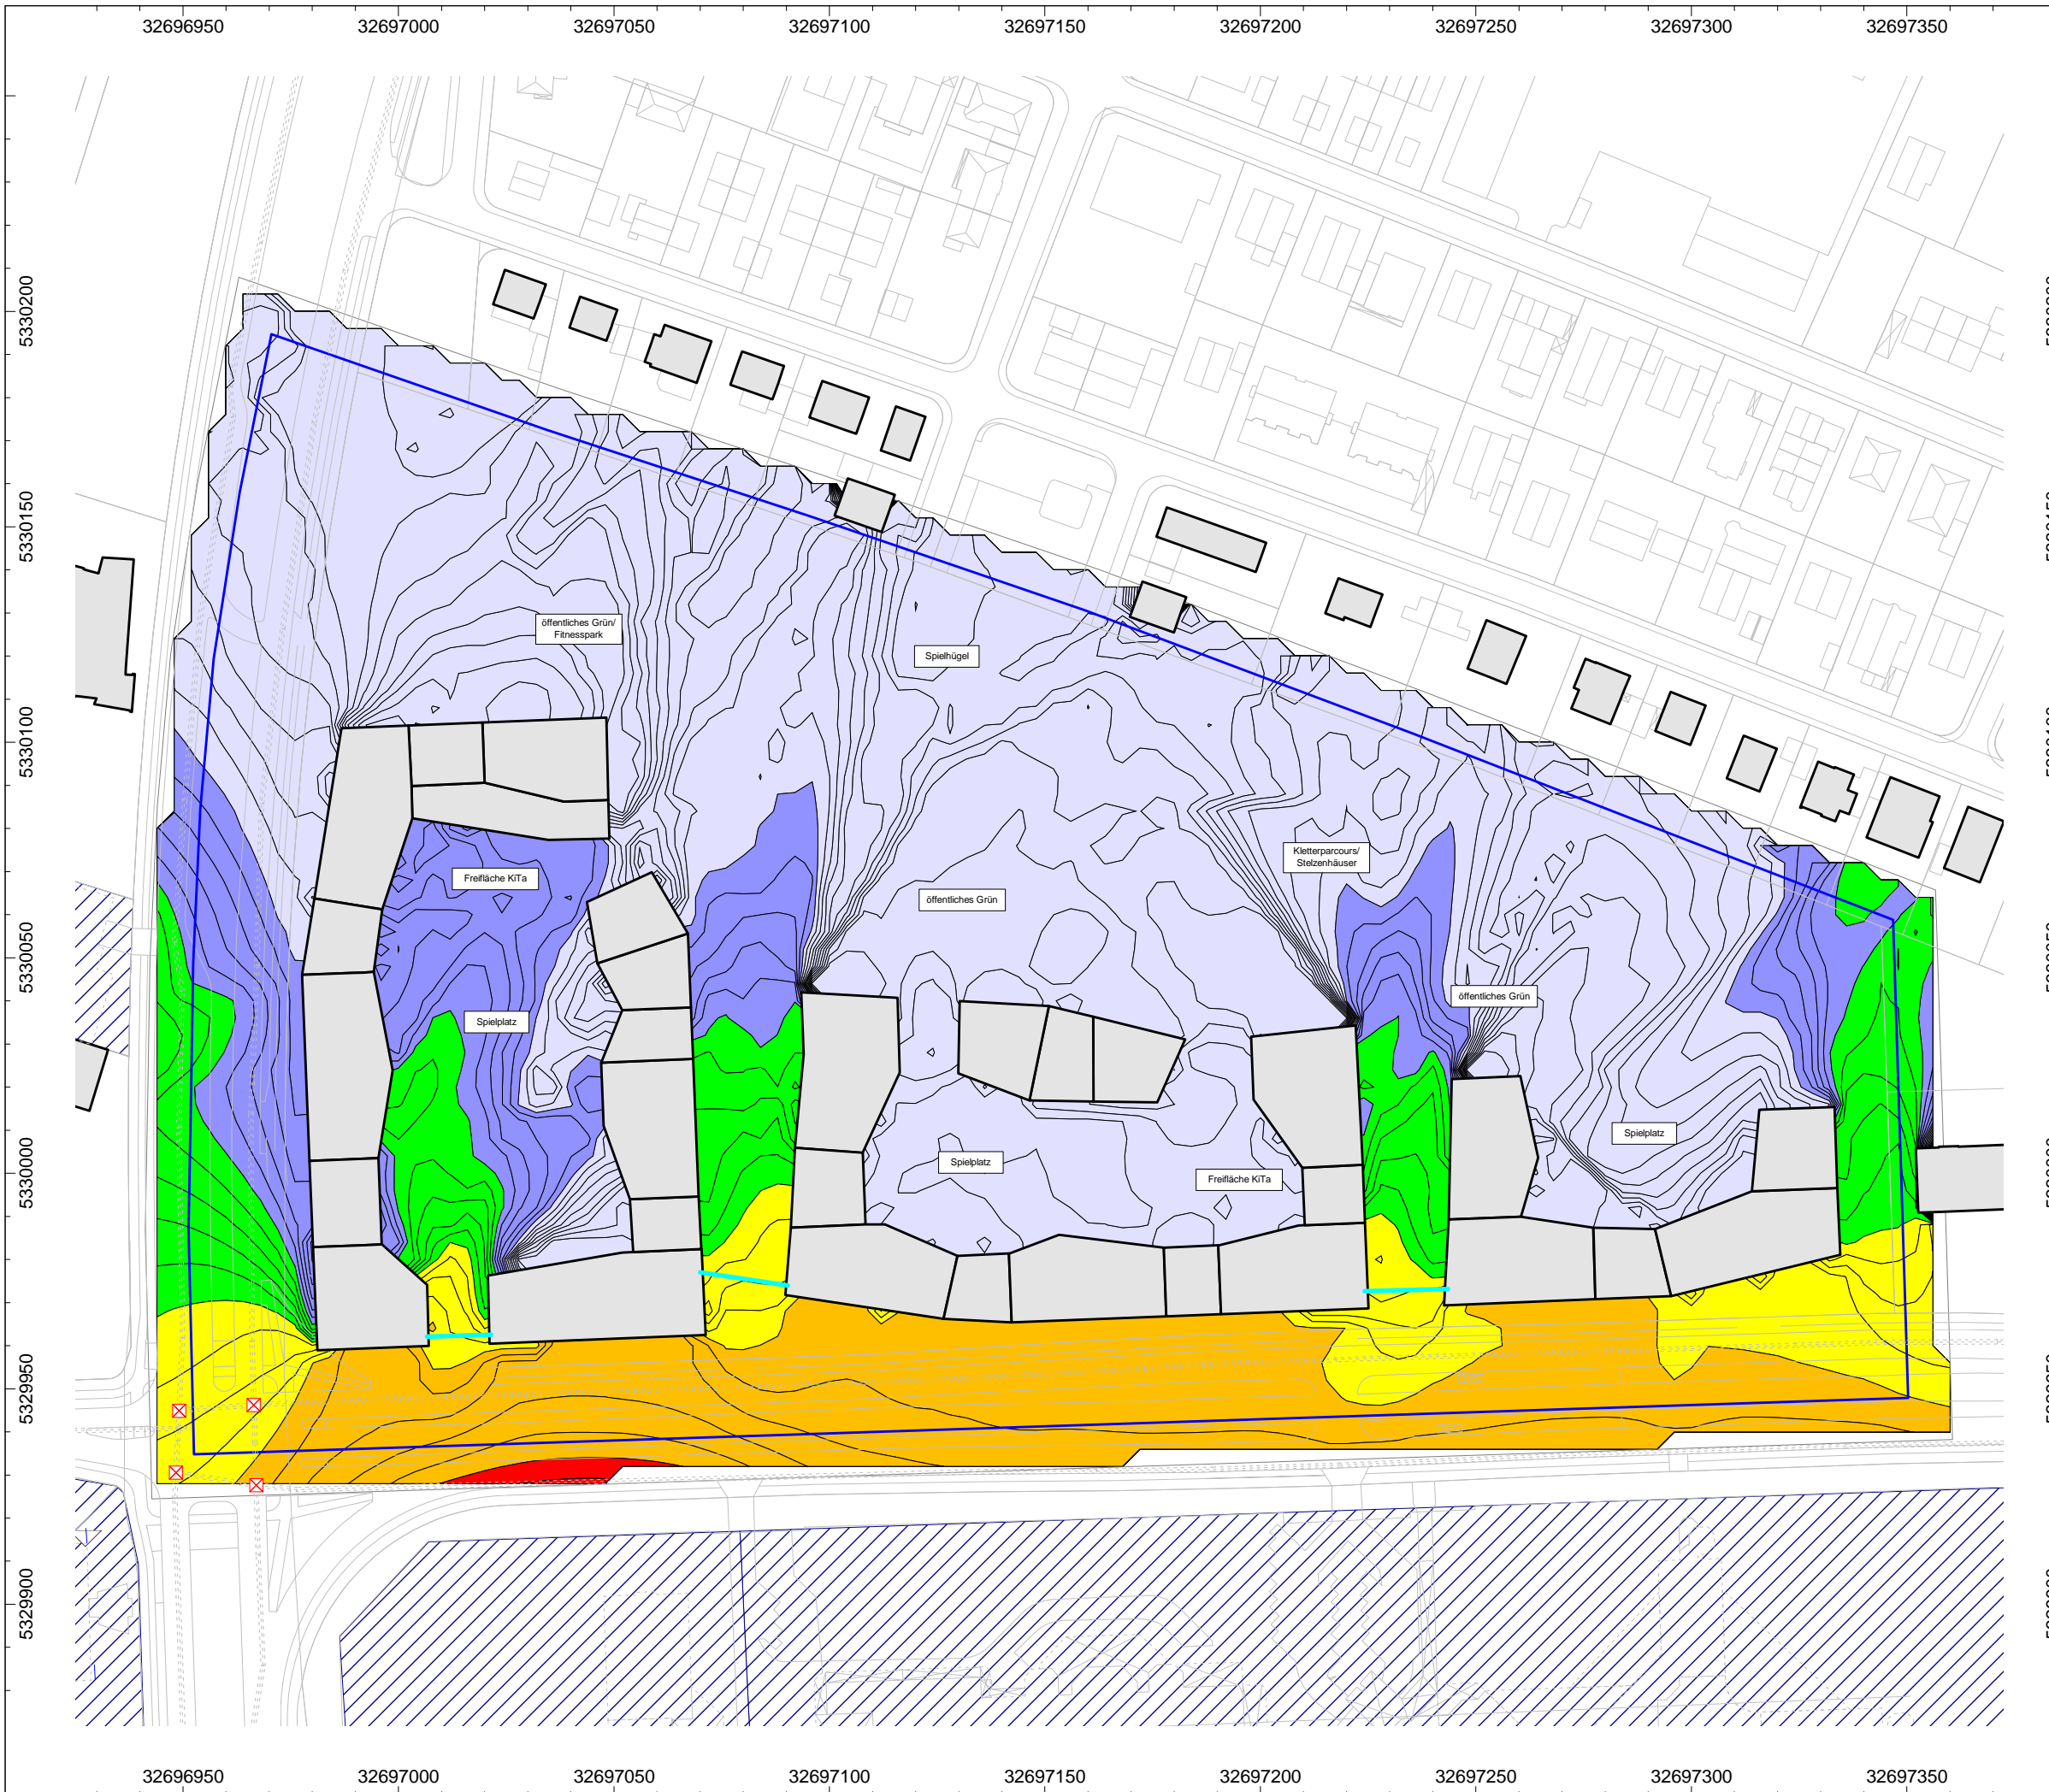 32696950 32697000 32697050 32697100 32697150 32697200 32697250 32697300 32697350
5330200
5330150
5330100
5330050
5330000
5329950
5329900
öffentliches Grün/
Fitnesspark
Spielhügel
Kletterparcours/
Stelzenhäuser
Freifläche KiTa
öffentliches Grün
öffentliches Grün
Spielplatz
Spielplatz
Spielplatz
Freifläche KiTa
32696950 32697000 32697050 32697100 32697150 32697200 32697250 32697300 32697350